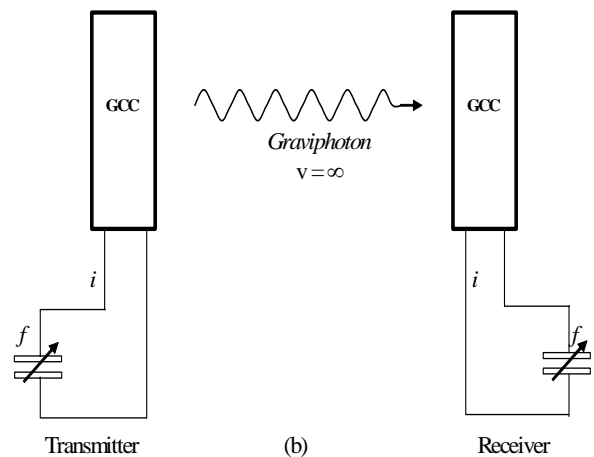 GCC
GCC
Graviphoton
v = ∞
i
i
f
f
Transmitter
(b)
Receiver